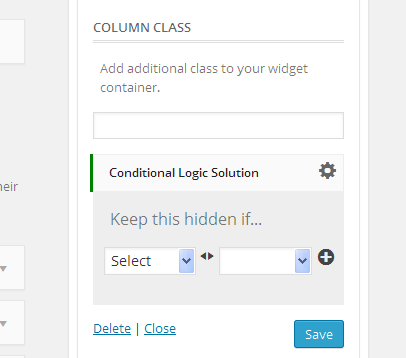 COLUMN CLASS
Add additional class to your widget
container.
Conditional Logic Solution
heir
Keep this hidden if...
Select
Delete | Close
Save